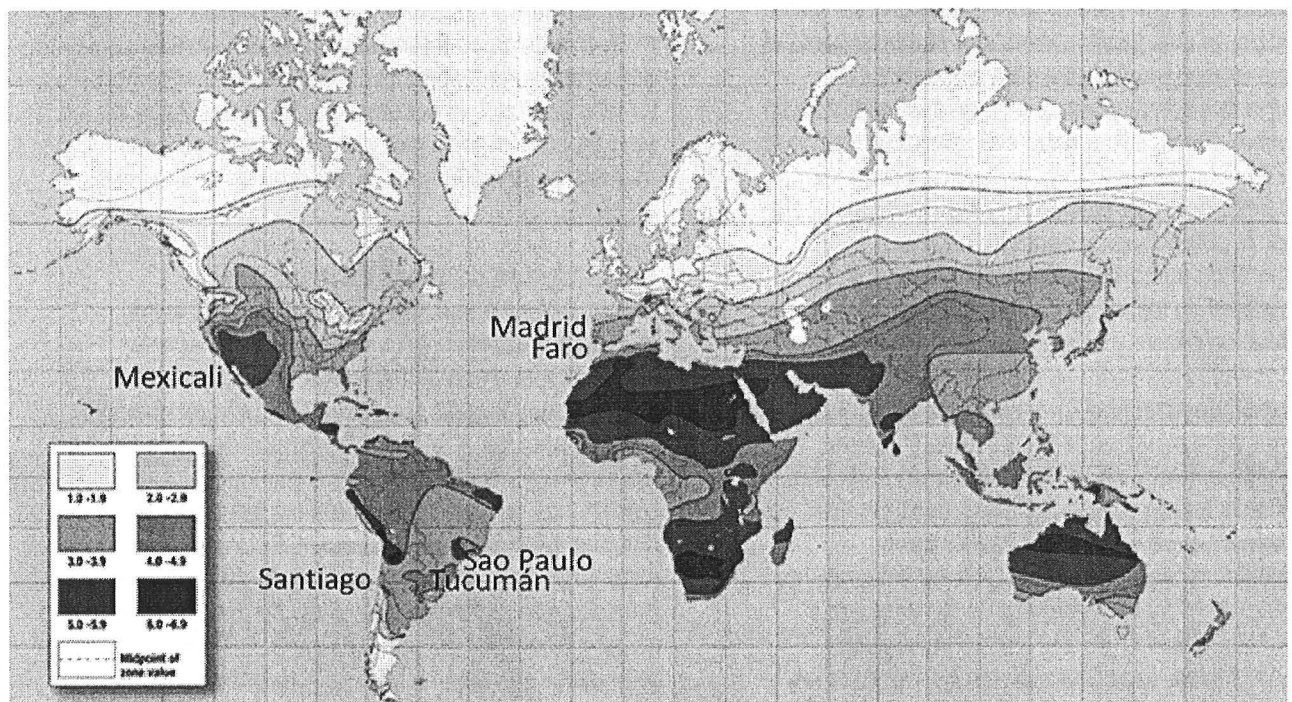 Madrid
Faro
Mexicali
Sao Paulo
Santiago
Tucumán
1.0 -1.9
2.0 -2.9
3.0 -3.9
4.0 -4.9
5.0 -5.9
6.0 -6.9
Midpoint of
zone value